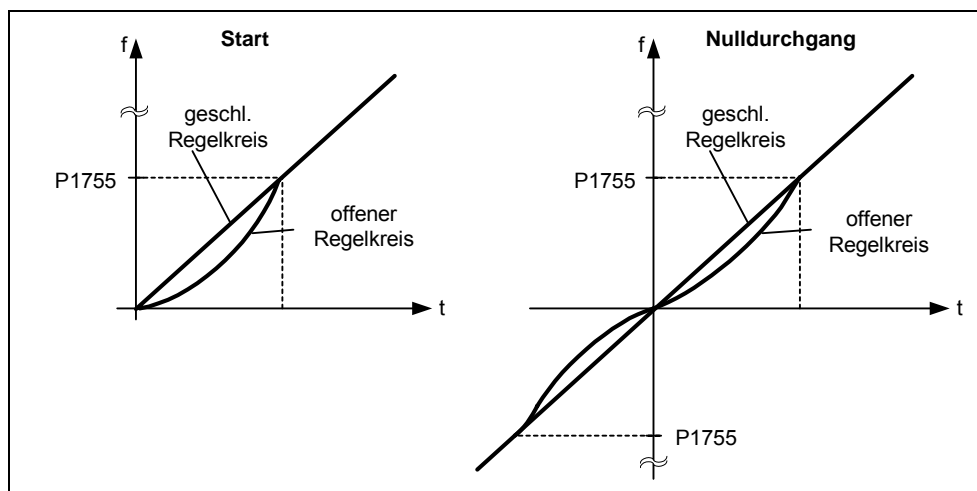 Start
f
geschl.
Regelkreis
P1755
offener
Regelkreis
t
Nulldurchgang
f
geschl.
Regelkreis
P1755
offener
Regelkreis
t
P1755